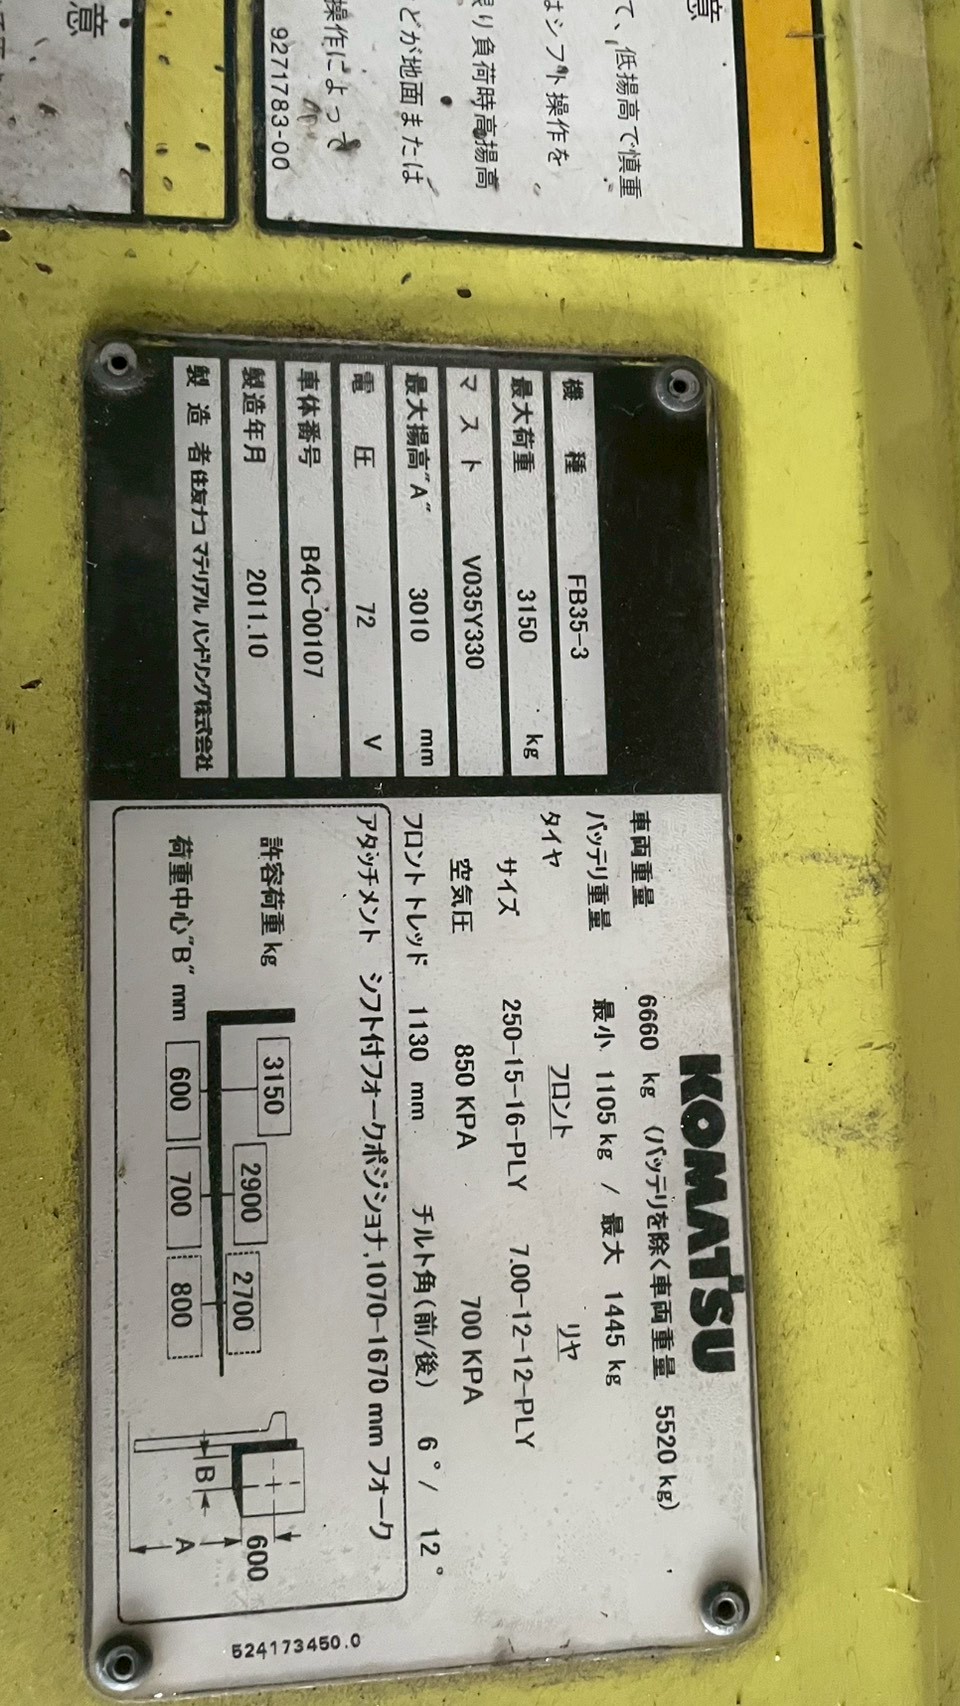 意
意
て、低揚高で慎重
はシフト操作を
限り負荷時高揚高
どが地面または
操作によって
9271783-00
機種 FB35-3
最大荷重 3150 kg
マスト V035Y330
最大揚高"A" 3010 mm
電圧 72 V
車体番号 B4C-00107
製造年月 2011.10
製造者 住友ナコ マテリアル ハンドリング株式会社
KOMATSU
車両重量 6660 kg (バッテリを除く車両重量 5520 kg)
バッテリ重量 最小 1105 kg / 最大 1445 kg
タイヤ フロント リヤ
サイズ 250-15-16-PLY 7.00-12-12-PLY
空気圧 850 KPA 700 KPA
フロントトレッド 1130 mm チルト角(前/後) 6°/ 12°
アタッチメント シフト付フォークポジショナ,1070-1670 mm フォーク
許容荷重 kg 3150 2900 2700
荷重中心"B" mm 600 700 800
600
B
A
524173450.0